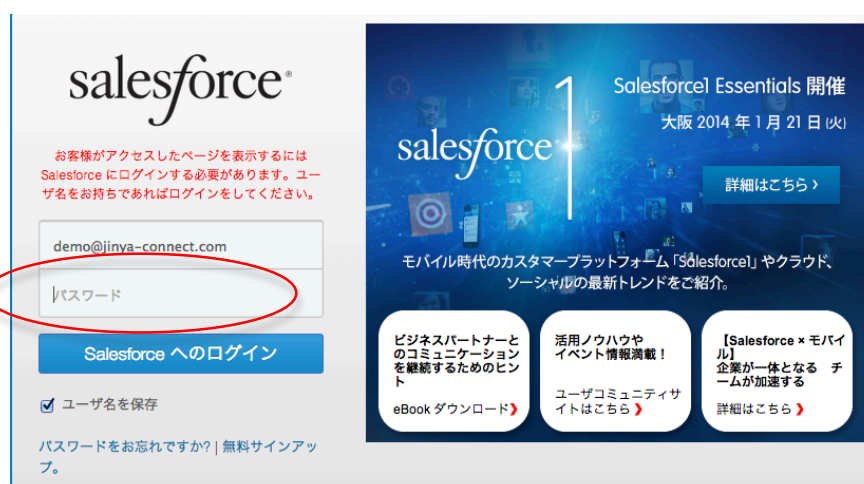 salesforce
お客様がアクセスしたページを表示するには
Salesforce にログインする必要があります。ユー
ザ名をお持ちであればログインをしてください。
demo@jinya-connect.com
パスワード
Salesforce へのログイン
ユーザ名を保存
パスワードをお忘れですか? | 無料サインアッ
プ。
salesforce1
Salesforce1 Essentials 開催
大阪 2014 年 1 月 21 日 (火)
詳細はこちら ›
モバイル時代のカスタマープラットフォーム「Salesforce1」やクラウド、
ソーシャルの最新トレンドをご紹介。
ビジネスパートナーと
のコミュニケーション
を継続するためのヒン
ト
eBook ダウンロード❯
活用ノウハウや
イベント情報満載！
ユーザコミュニティサ
イトはこちら❯
【Salesforce × モバイ
ル】
企業が一体となる　チ
ームが加速する
詳細はこちら❯